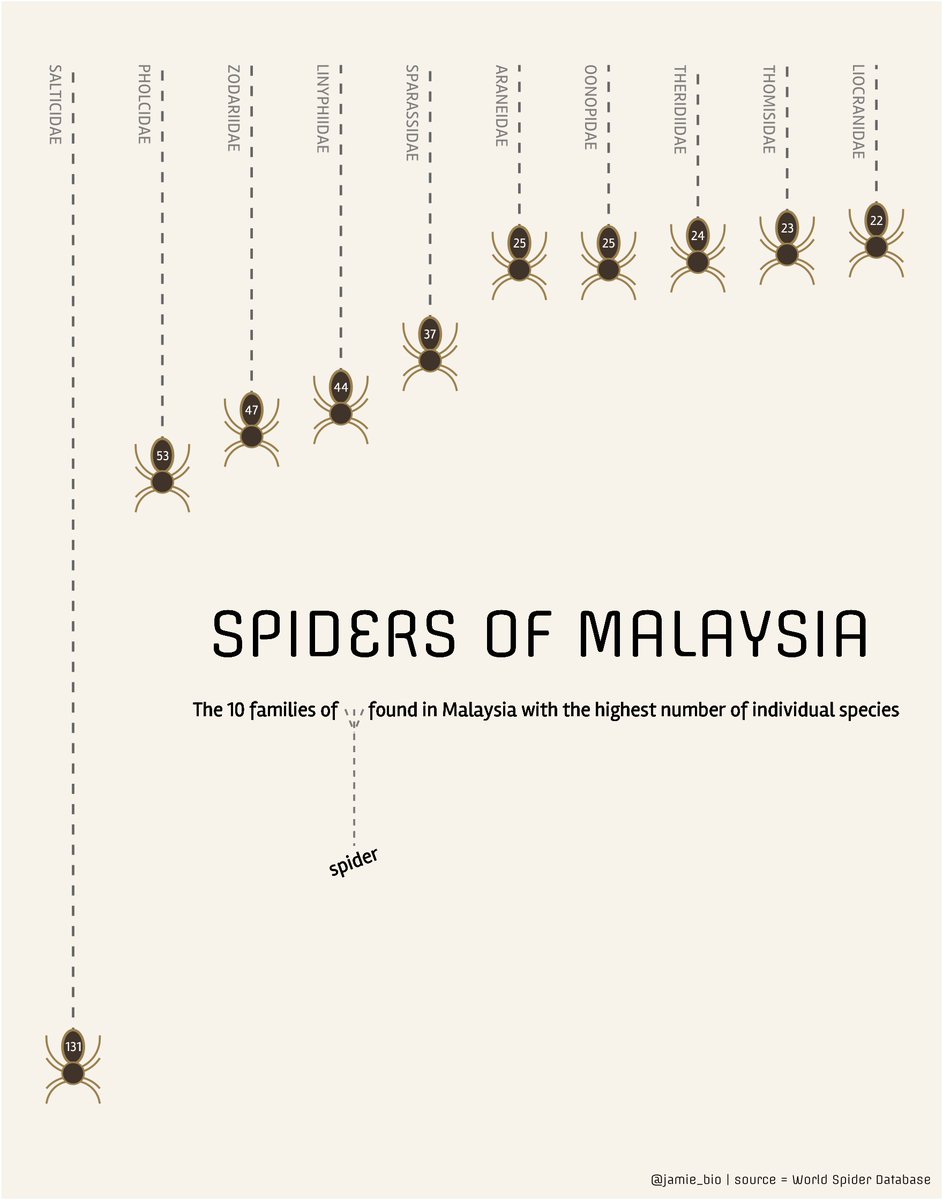 SALTICIDAE
PHOLCIDAE
ZODARIIDAE
LINYPHIIDAE
SPARASSIDAE
ARANEIDAE
OONOPIDAE
THERIDIIDAE
THOMISIDAE
LIOCRANIDAE
22
23
24
25
25
37
44
47
53
SPIDERS OF MALAYSIA
The 10 families of found in Malaysia with the highest number of individual species
spider
131
@jamie_bio | source = World Spider Database